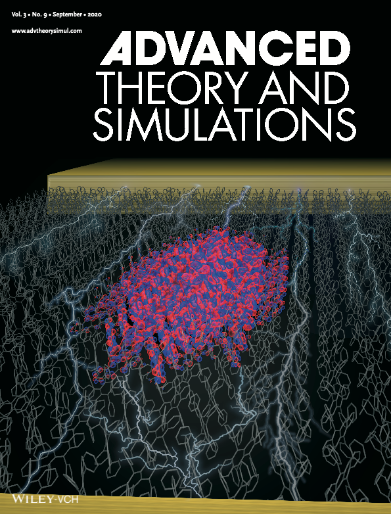 Vol. 3 • No. 9 • September • 2020
www.advtheorysimul.com
ADVANCED
THEORY AND
SIMULATIONS
WILEY-VCH